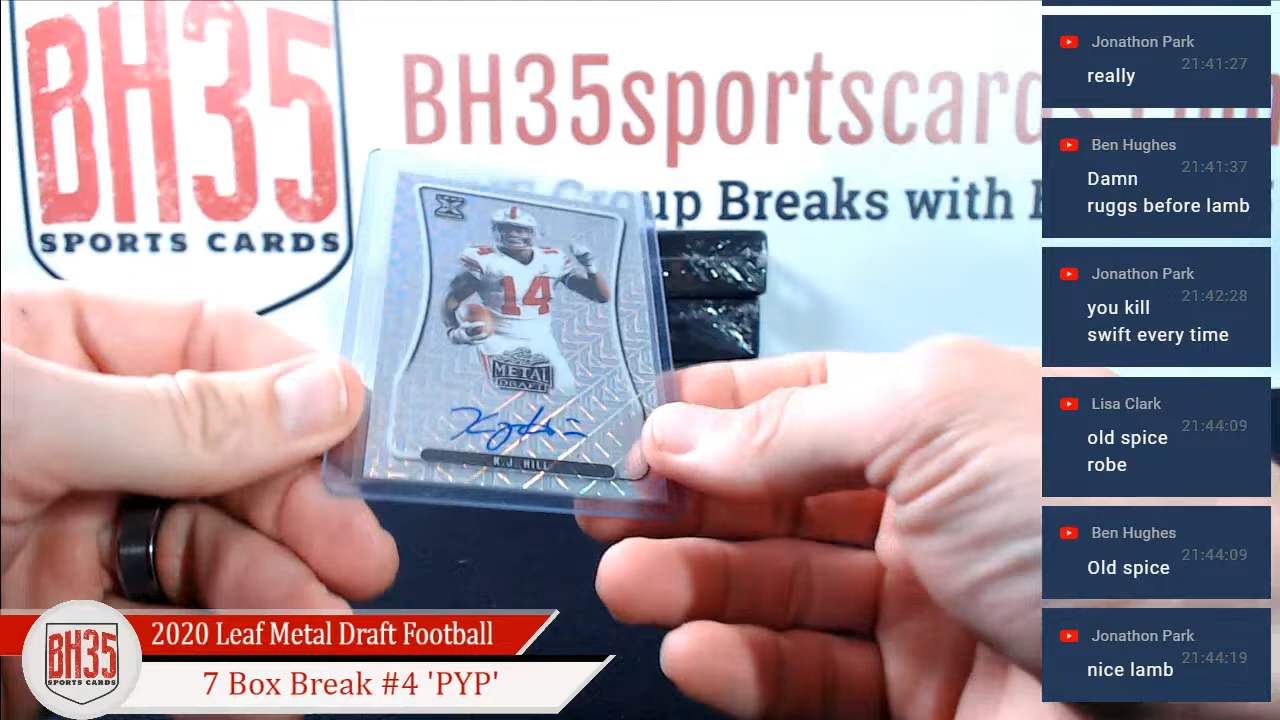 BH35
SPORTS CARDS
BH35sportscards
up Breaks with
14
METAL
DRAFT
K.J. HILL
2020 Leaf Metal Draft Football
7 Box Break #4 'PYP'
BH35
SPORTS CARDS
Jonathon Park
21:41:27
really
Ben Hughes
21:41:37
Damn
ruggs before lamb
Jonathon Park
21:42:28
you kill
swift every time
Lisa Clark
21:44:09
old spice
robe
Ben Hughes
21:44:09
Old spice
Jonathon Park
21:44:19
nice lamb